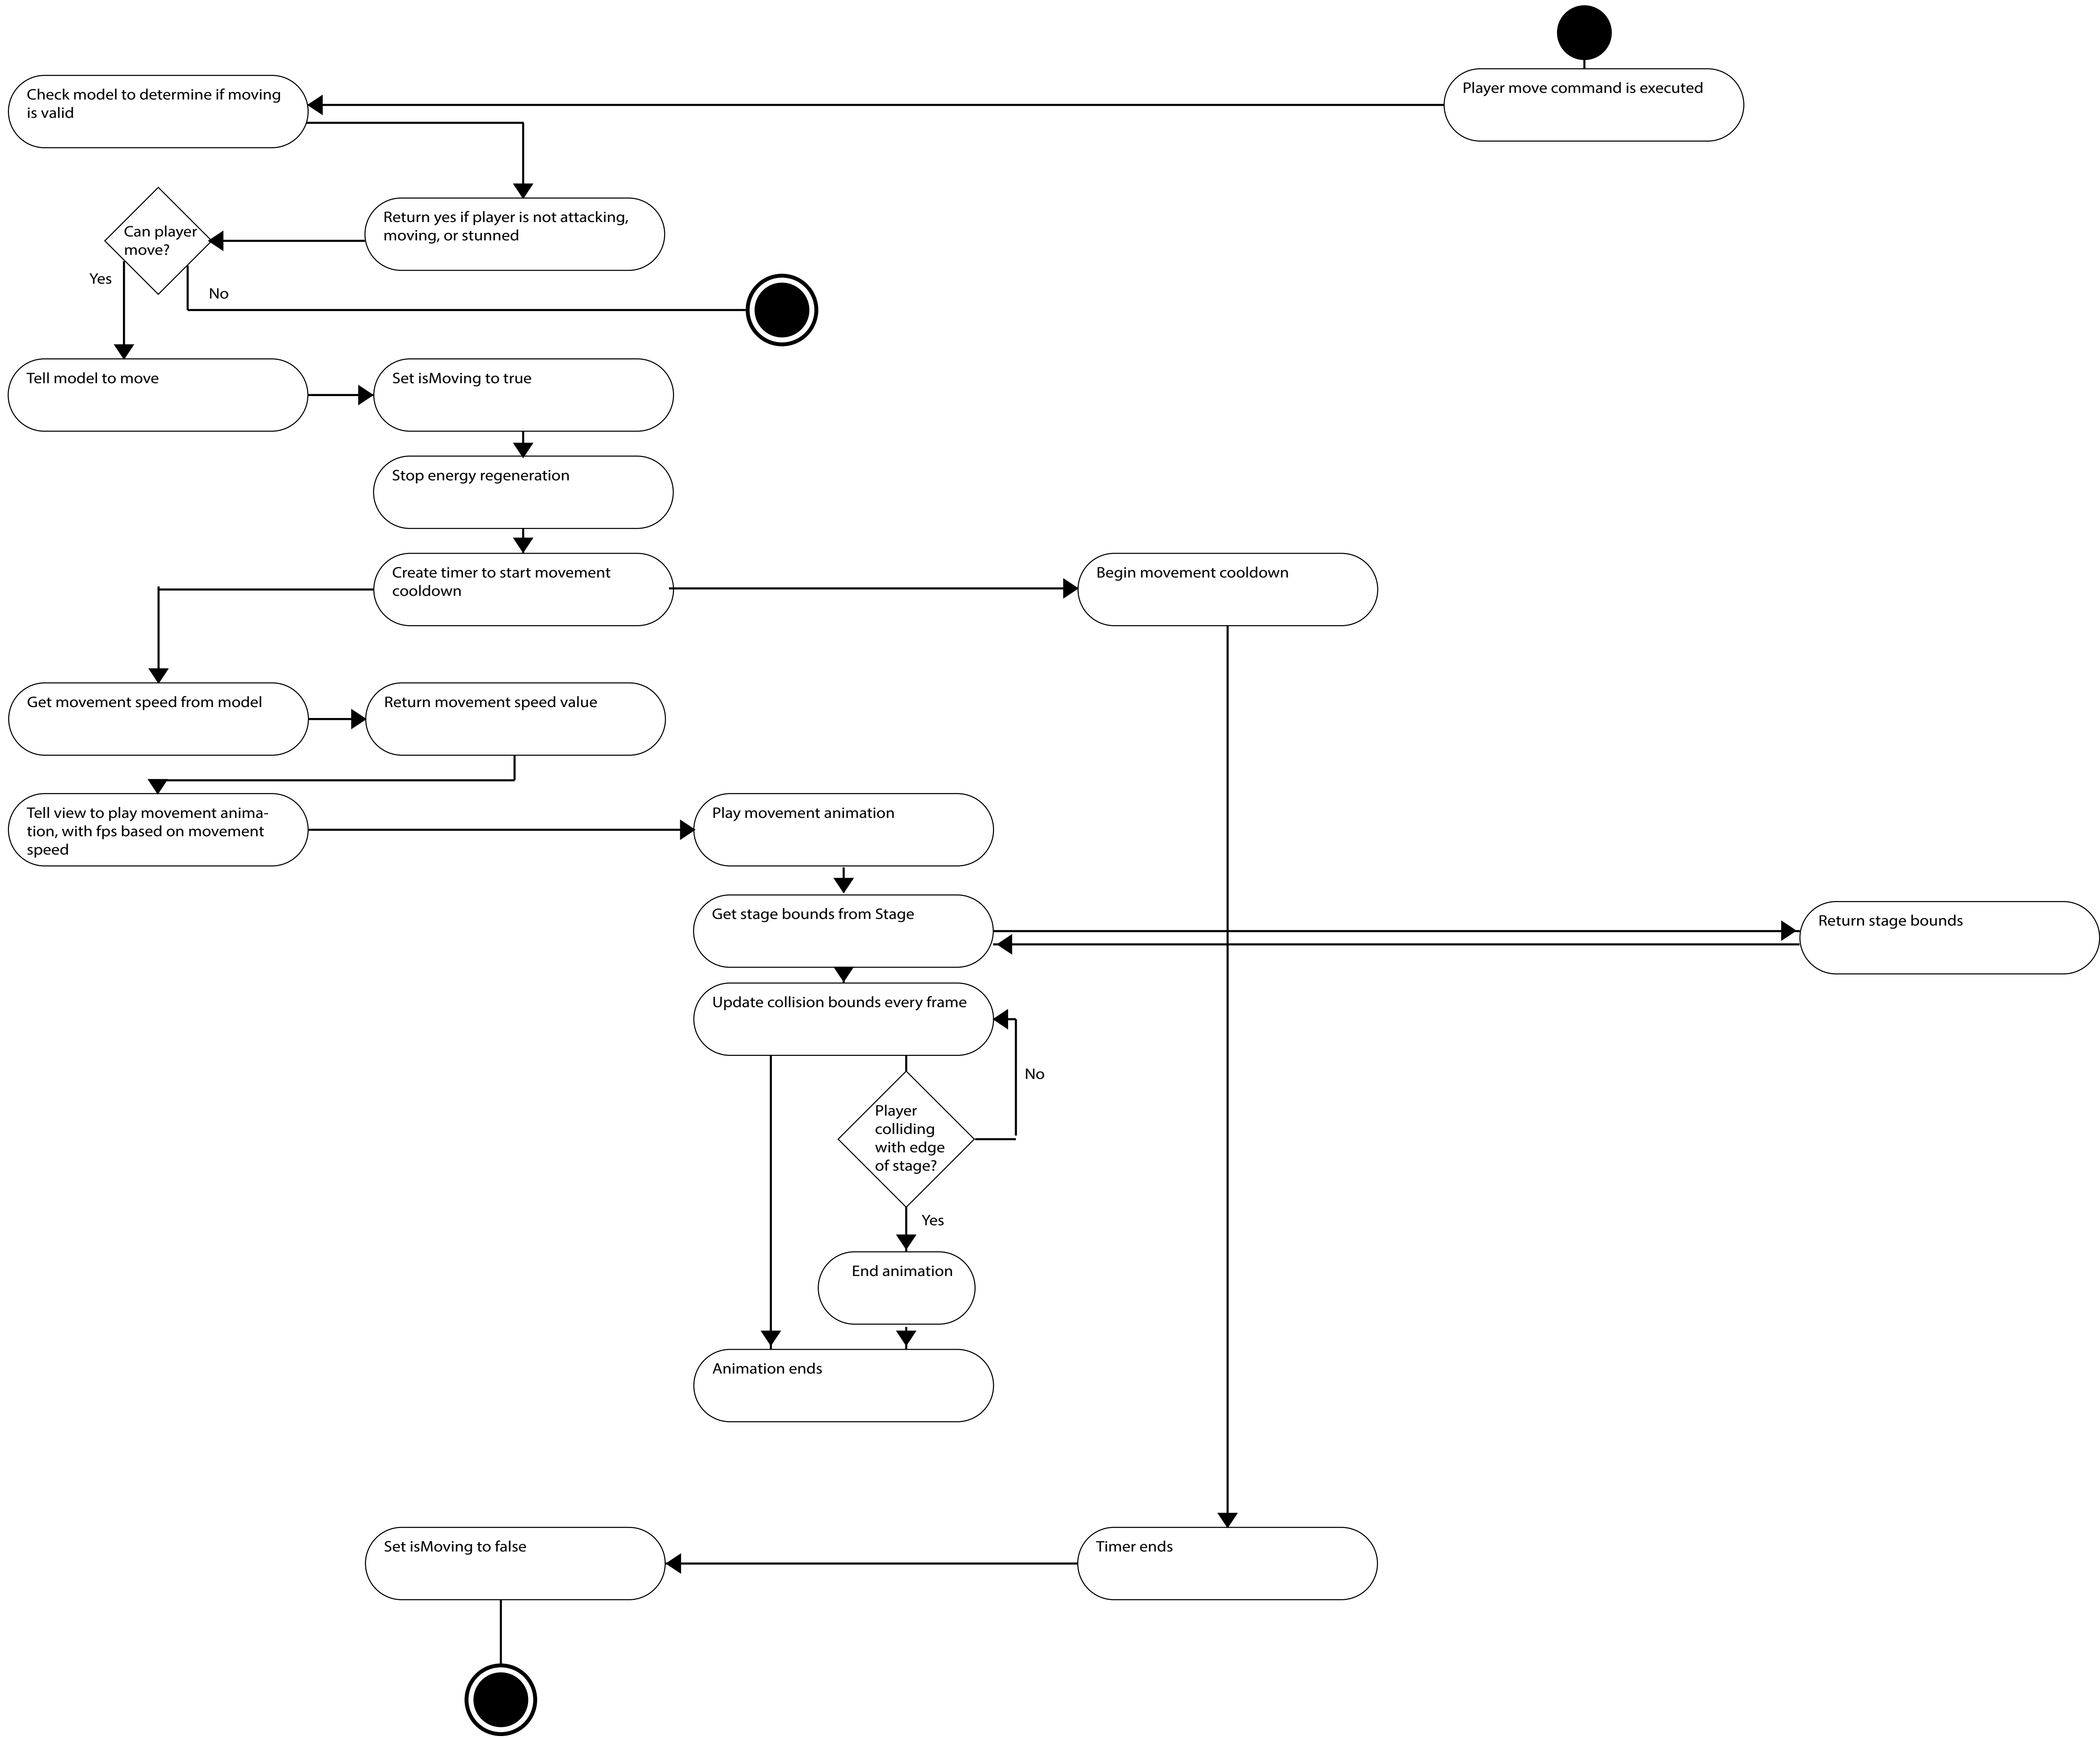 Player move command is executed
Check model to determine if moving
is valid
Return yes if player is not attacking,
moving, or stunned
Can player
move?
Yes
No
Tell model to move
Set isMoving to true
Stop energy regeneration
Create timer to start movement
cooldown
Begin movement cooldown
Get movement speed from model
Return movement speed value
Tell view to play movement anima-
tion, with fps based on movement
speed
Play movement animation
Get stage bounds from Stage
Return stage bounds
Update collision bounds every frame
No
Player
colliding
with edge
of stage?
Yes
End animation
Animation ends
Set isMoving to false
Timer ends